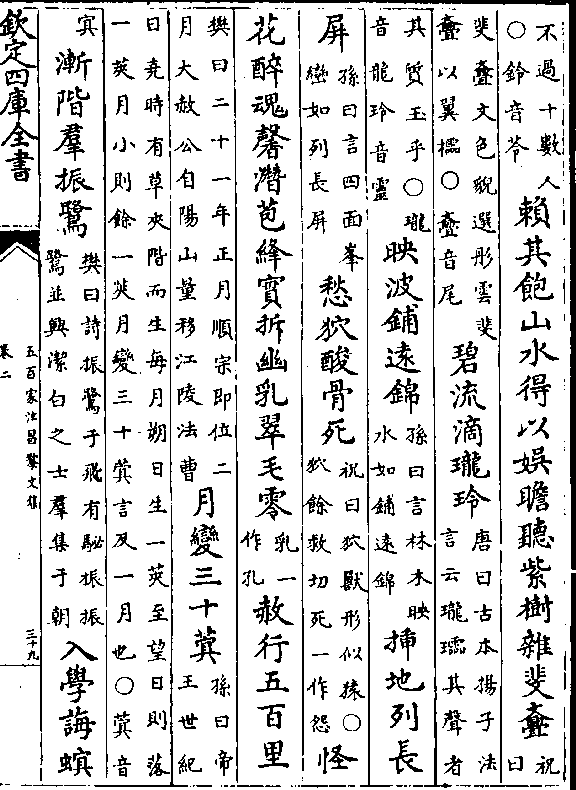 不過十數人○鈴音苓賴其飽山水得以娛瞻聽紫樹雜斐亹祝曰
斐亹文色貌選彤雲斐亹以翼櫺○亹音尾碧流滴瓏玲唐曰古本揚子法言云瓏璱其聲者
其質玉乎○瓏音龍玲音靈映波鋪遠錦孫曰言林木映水如鋪遠錦插地列長
屏孫曰言四面峯巒如列長屏愁狖酸骨死祝曰狖獸形似猿○狖餘救切死一作怨怪
花醉魂馨潛苞絳實拆幽乳翠毛零乳一作孔赦行五百里
樊曰二十一年正月順宗即位二月大赦公自陽山量移江陵法曹月變三十蓂孫曰帝王世紀
曰堯時有草夾階而生每月朔日生一莢至望日則落一莢月小則餘一莢月變三十蓂言及一月也○蓂音
冥漸階羣振鷺樊曰詩振鷺于飛有駜振振鷺並興潔白之士羣集于朝入學誨螟
欽定四庫全書
五百家注昌黎文集
卷二
三十九